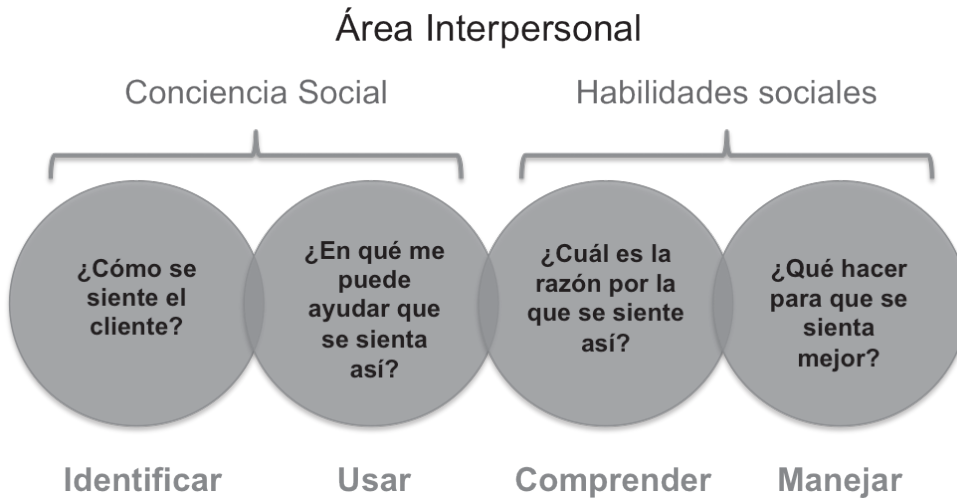 Área Interpersonal
Conciencia Social
Habilidades sociales
¿Cómo se
siente el
cliente?
¿En qué me
puede
ayudar que
se sienta
así?
¿Cuál es la
razón por la
que se siente
así?
¿Qué hacer
para que se
sienta
mejor?
Identificar
Usar
Comprender
Manejar